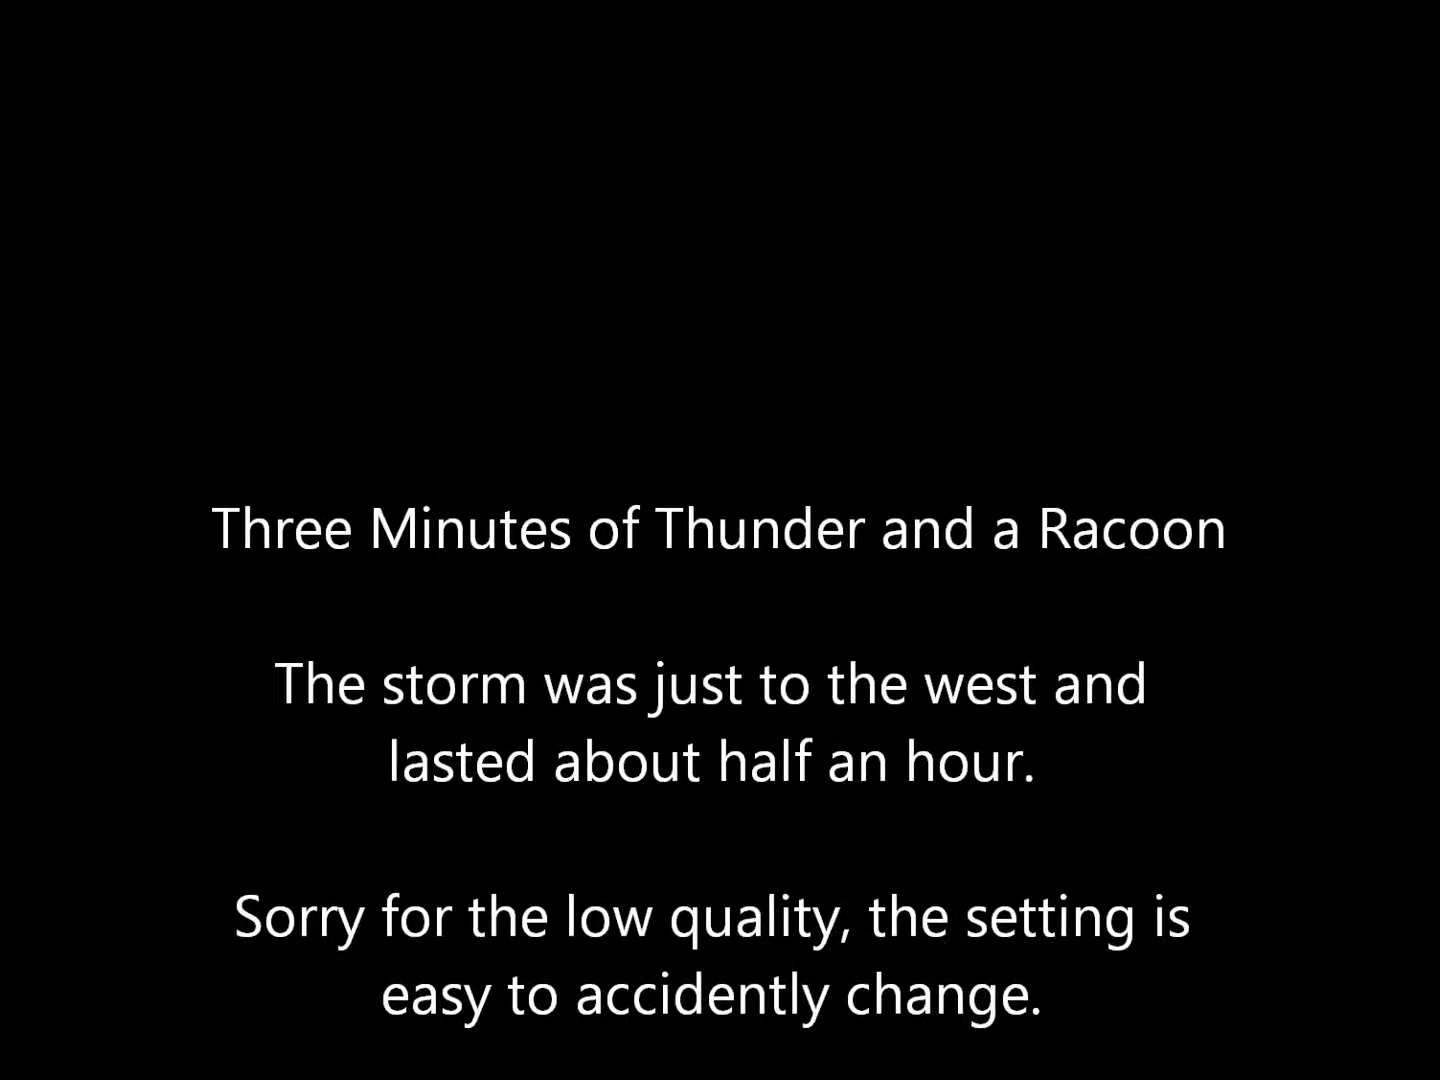 Three Minutes of Thunder and a Racoon
The storm was just to the west and
lasted about half an hour.
Sorry for the low quality, the setting is
easy to accidently change.